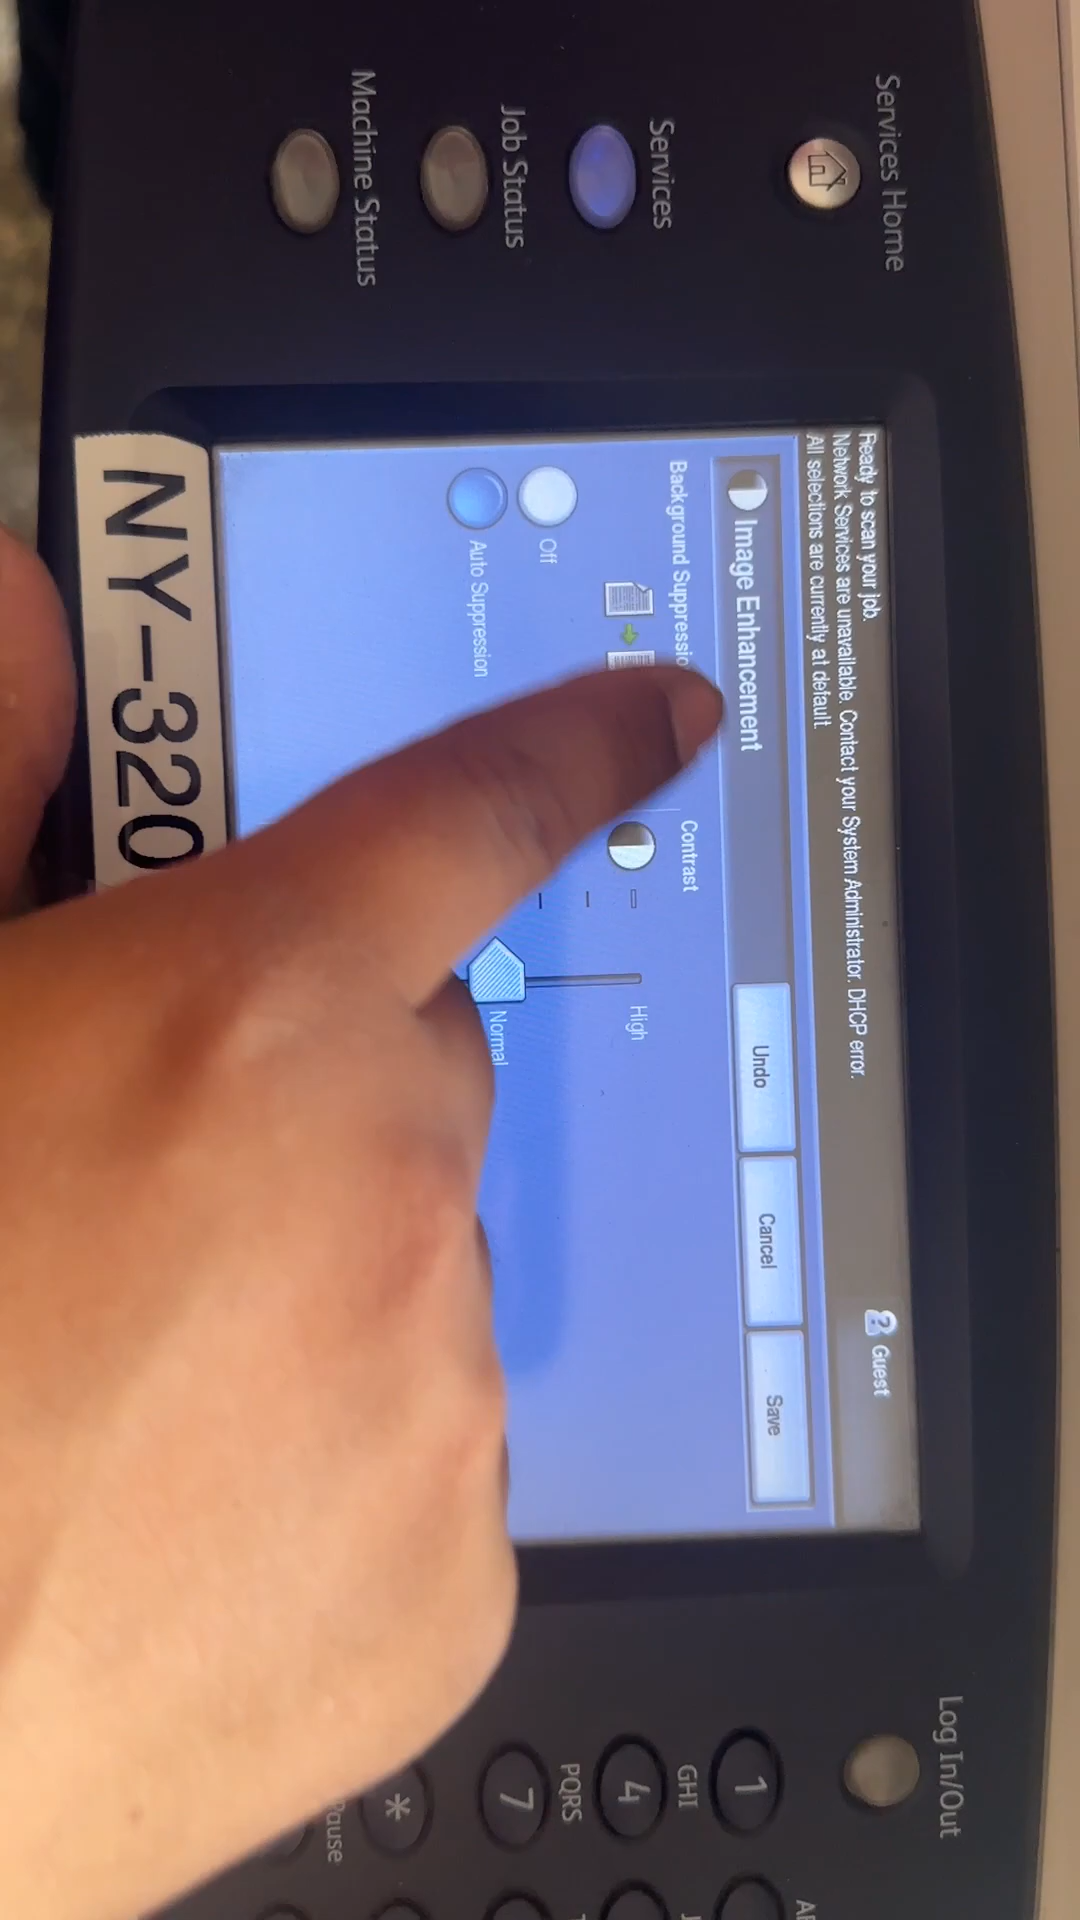 Services Home
Services
Job Status
Machine Status
Ready to scan your job.
Network Services are unavailable. Contact your System Administrator. DHCP error.
All selections are currently at default.
Guest
Image Enhancement
Undo
Cancel
Save
Background Suppressio
Off
Auto Suppression
Contrast
High
Normal
NY-320
Log In/Out
1
GHI
4
PQRS
7
*
Pause